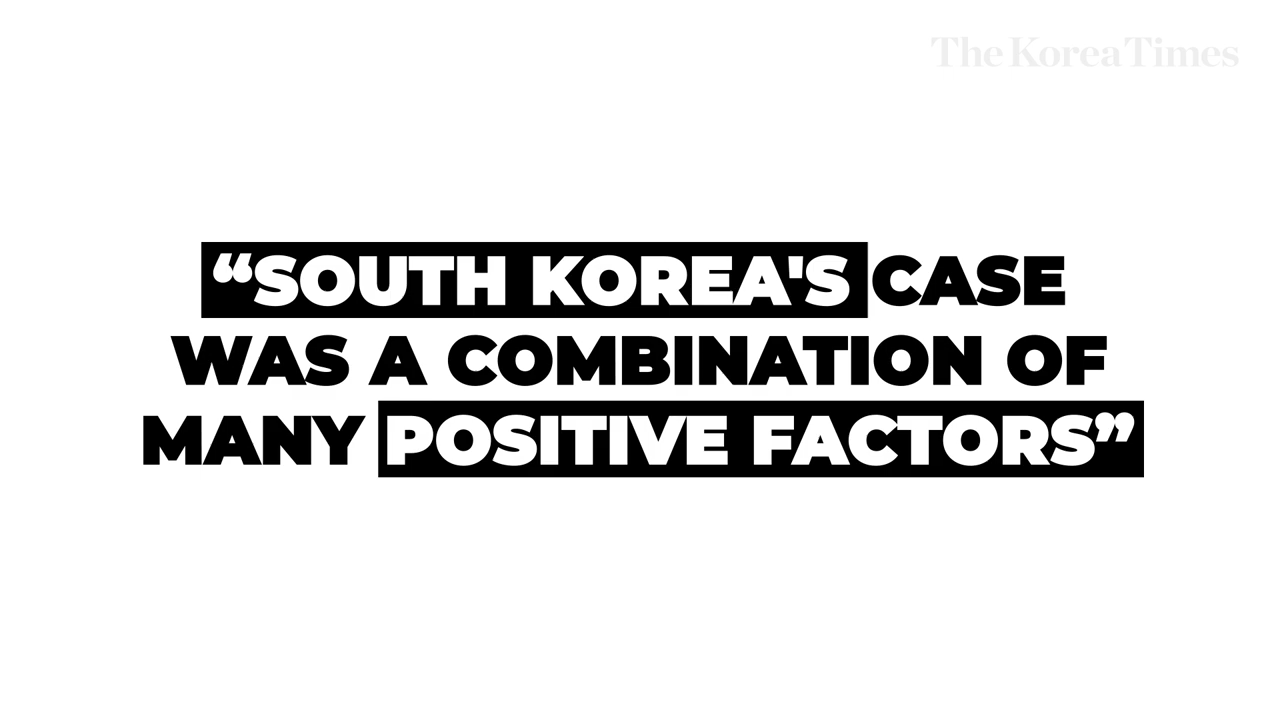 The Korea Times
“SOUTH KOREA'S CASE
WAS A COMBINATION OF
MANY POSITIVE FACTORS”